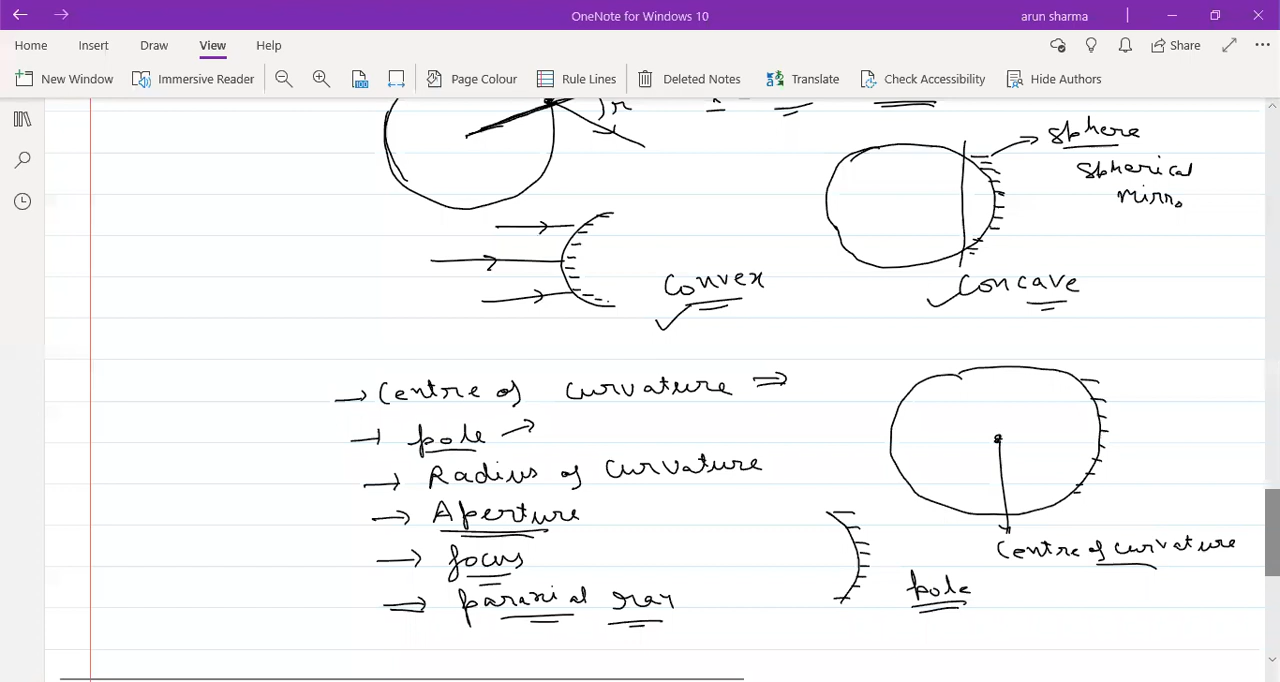 OneNote for Windows 10
arun sharma
Home Insert Draw View Help
Share
New Window Immersive Reader Page Colour Rule Lines Deleted Notes Translate Check Accessibility Hide Authors
r
Sphere
Spherical
Mirro
Convex
Concave
Centre of curvature ⇒
→ pole →
→ Radius of curvature
→ Aperture
→ focus
⇒ paraxial ray
Centre of curvature
pole